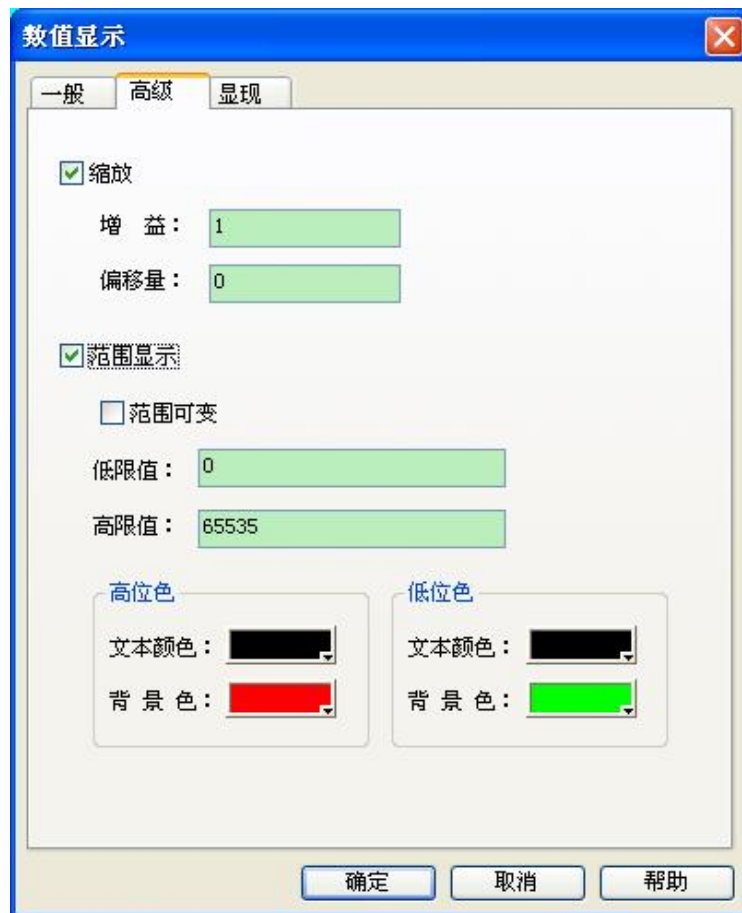 数值显示
一般 高级 显现
缩放
增 益： 1
偏移量： 0
范围显示
范围可变
低限值： 0
高限值： 65535
高位色 低位色
文本颜色： 文本颜色：
背 景 色： 背 景 色：
确定 取消 帮助